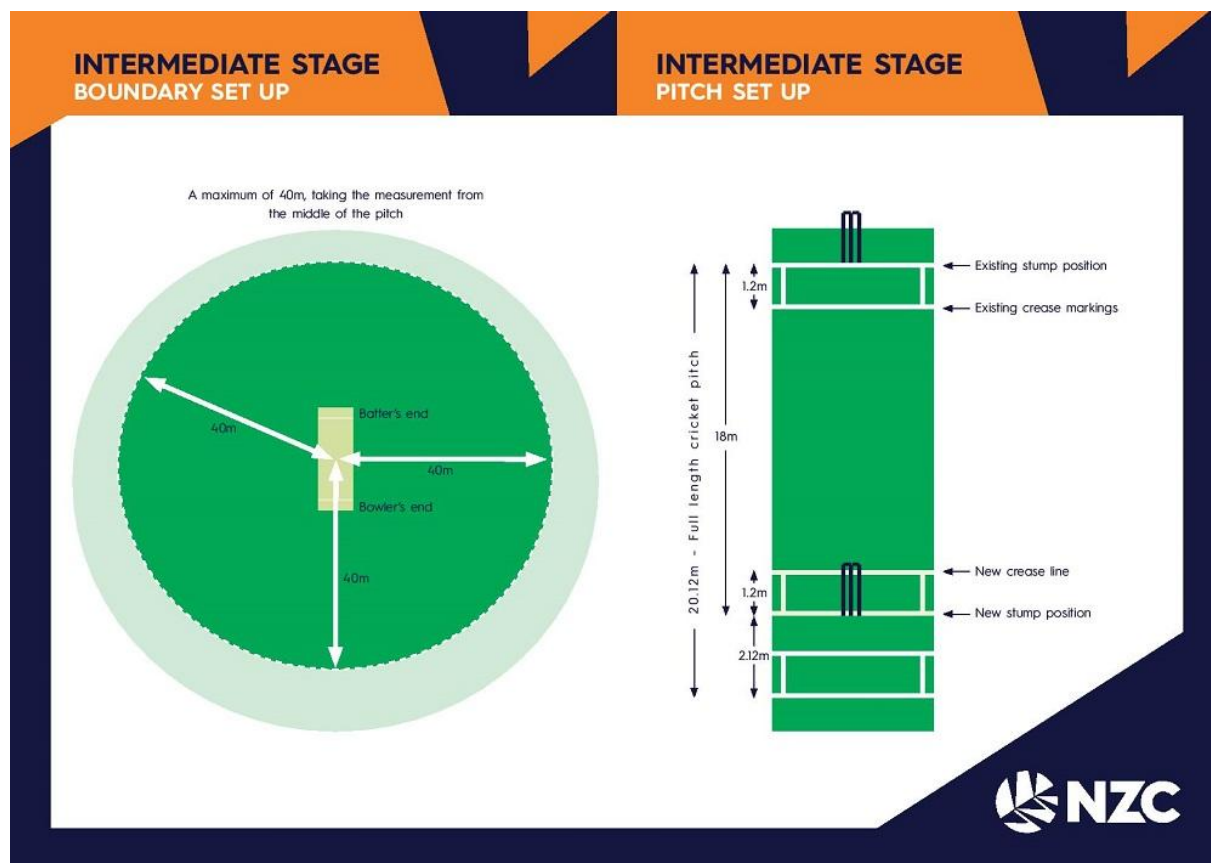 INTERMEDIATE STAGE
BOUNDARY SET UP
A maximum of 40m, taking the measurement from
the middle of the pitch
Batter's end
40m
40m
Bowler's end
40m
INTERMEDIATE STAGE
PITCH SET UP
Existing stump position
1.2m
Existing crease markings
20.12m - Full length cricket pitch
18m
New crease line
1.2m
New stump position
2.12m
NZC